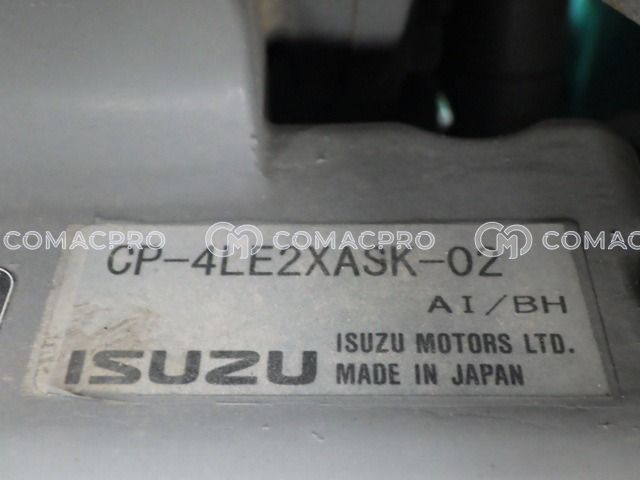 COMACPRO COMACPRO COMACPRO
CP-4LE2XASK-02
AI/BH
ISUZU ISUZU MOTORS LTD.
MADE IN JAPAN